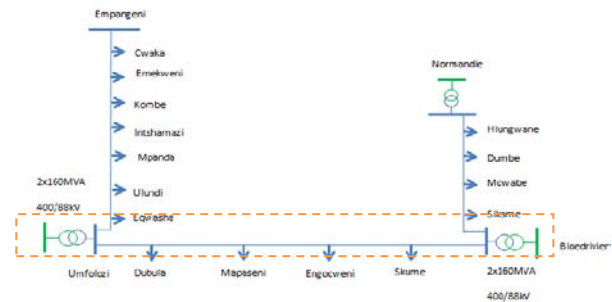 Empangeni
Cwaka
Emekweni
Kombe
Intshamazi
Mpanda
Ulundi
Eqwashe
2x160MVA
400/88kV
Normandie
Hlungwane
Dumbe
Mcwabe
Sikame
Bloedrivier
Umfolozi
Dubula
Mapaseni
Engocweni
Skume
2x160MVA
400/88kV